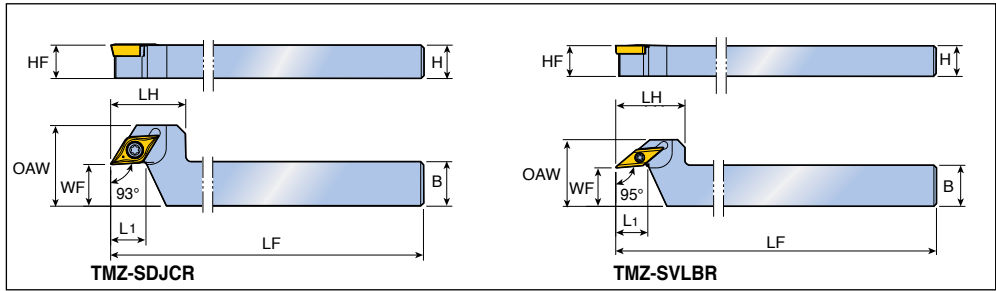 HF
H
LH
OAW
WF
93°
B
L1
LF
TMZ-SDJCR
HF
H
LH
OAW
WF
95°
B
L1
LF
TMZ-SVLBR